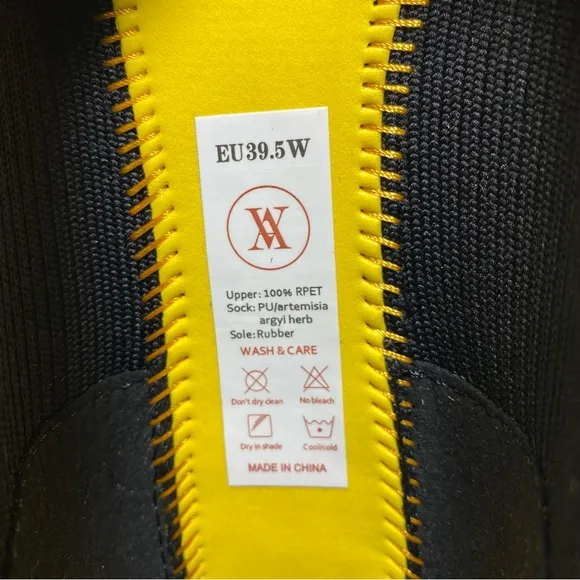 EU39.5W
VA
Upper: 100% RPET
Sock: PU/artemisia
argyi herb
Sole: Rubber
WASH & CARE
Don't dry clean No bleach
Dry in shade Cool/cold
MADE IN CHINA